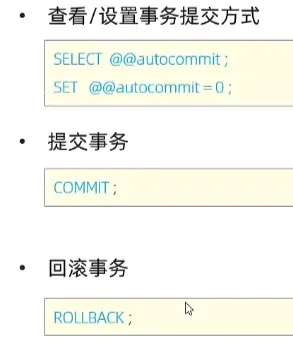 • 查看/设置事务提交方式
SELECT @@autocommit ;
SET @@autocommit = 0 ;
• 提交事务
COMMIT ;
• 回滚事务
ROLLBACK ;